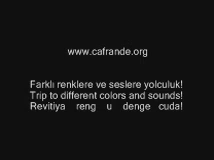 www.cafrande.org
Farklı renklere ve seslere yolculuk!
Trip to different colors and sounds!
Revitiya reng u denge cuda!